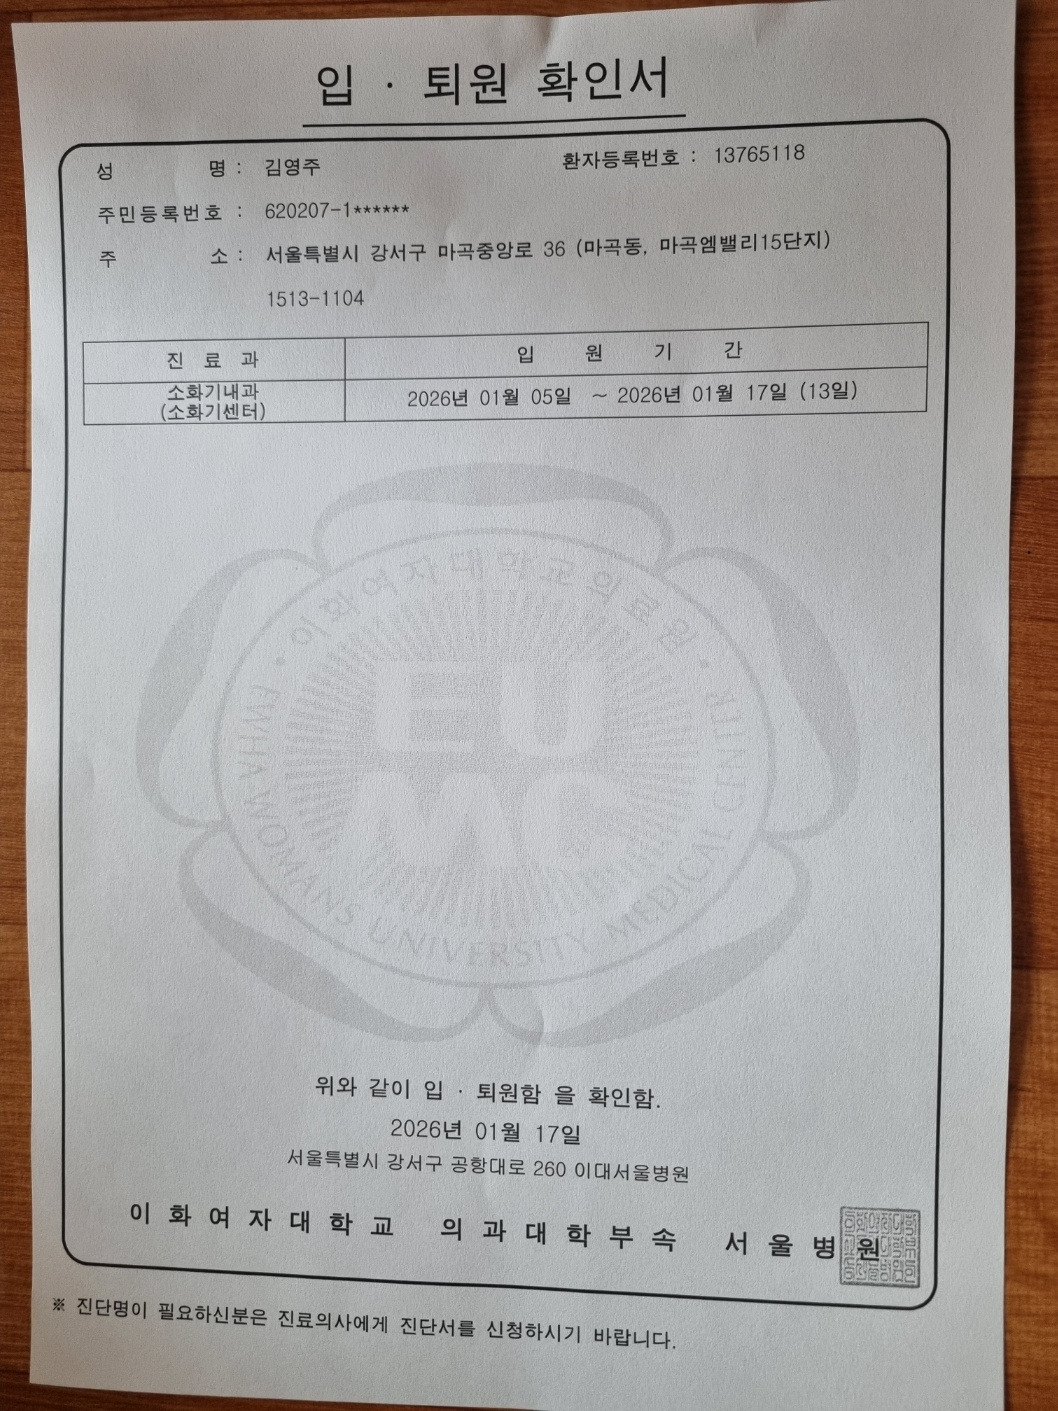 입 · 퇴원 확인서
성 명 : 김영주 환자등록번호 : 13765118
주민등록번호 : 620207-1******
주 소 : 서울특별시 강서구 마곡중앙로 36 (마곡동, 마곡엠밸리15단지)
1513-1104
진 료 과 입 원 기 간
소화기내과 2026년 01월 05일 ~ 2026년 01월 17일 (13일)
(소화기센터)
· 이화여자대학교 의료원 ·
EU
MC
EWHA WOMANS UNIVERSITY MEDICAL CENTER
위와 같이 입 · 퇴원함 을 확인함.
2026년 01월 17일
서울특별시 강서구 공항대로 260 이대서울병원
이 화 여 자 대 학 교 의 과 대 학 부 속 서 울 병 원
※ 진단명이 필요하신분은 진료의사에게 진단서를 신청하시기 바랍니다.